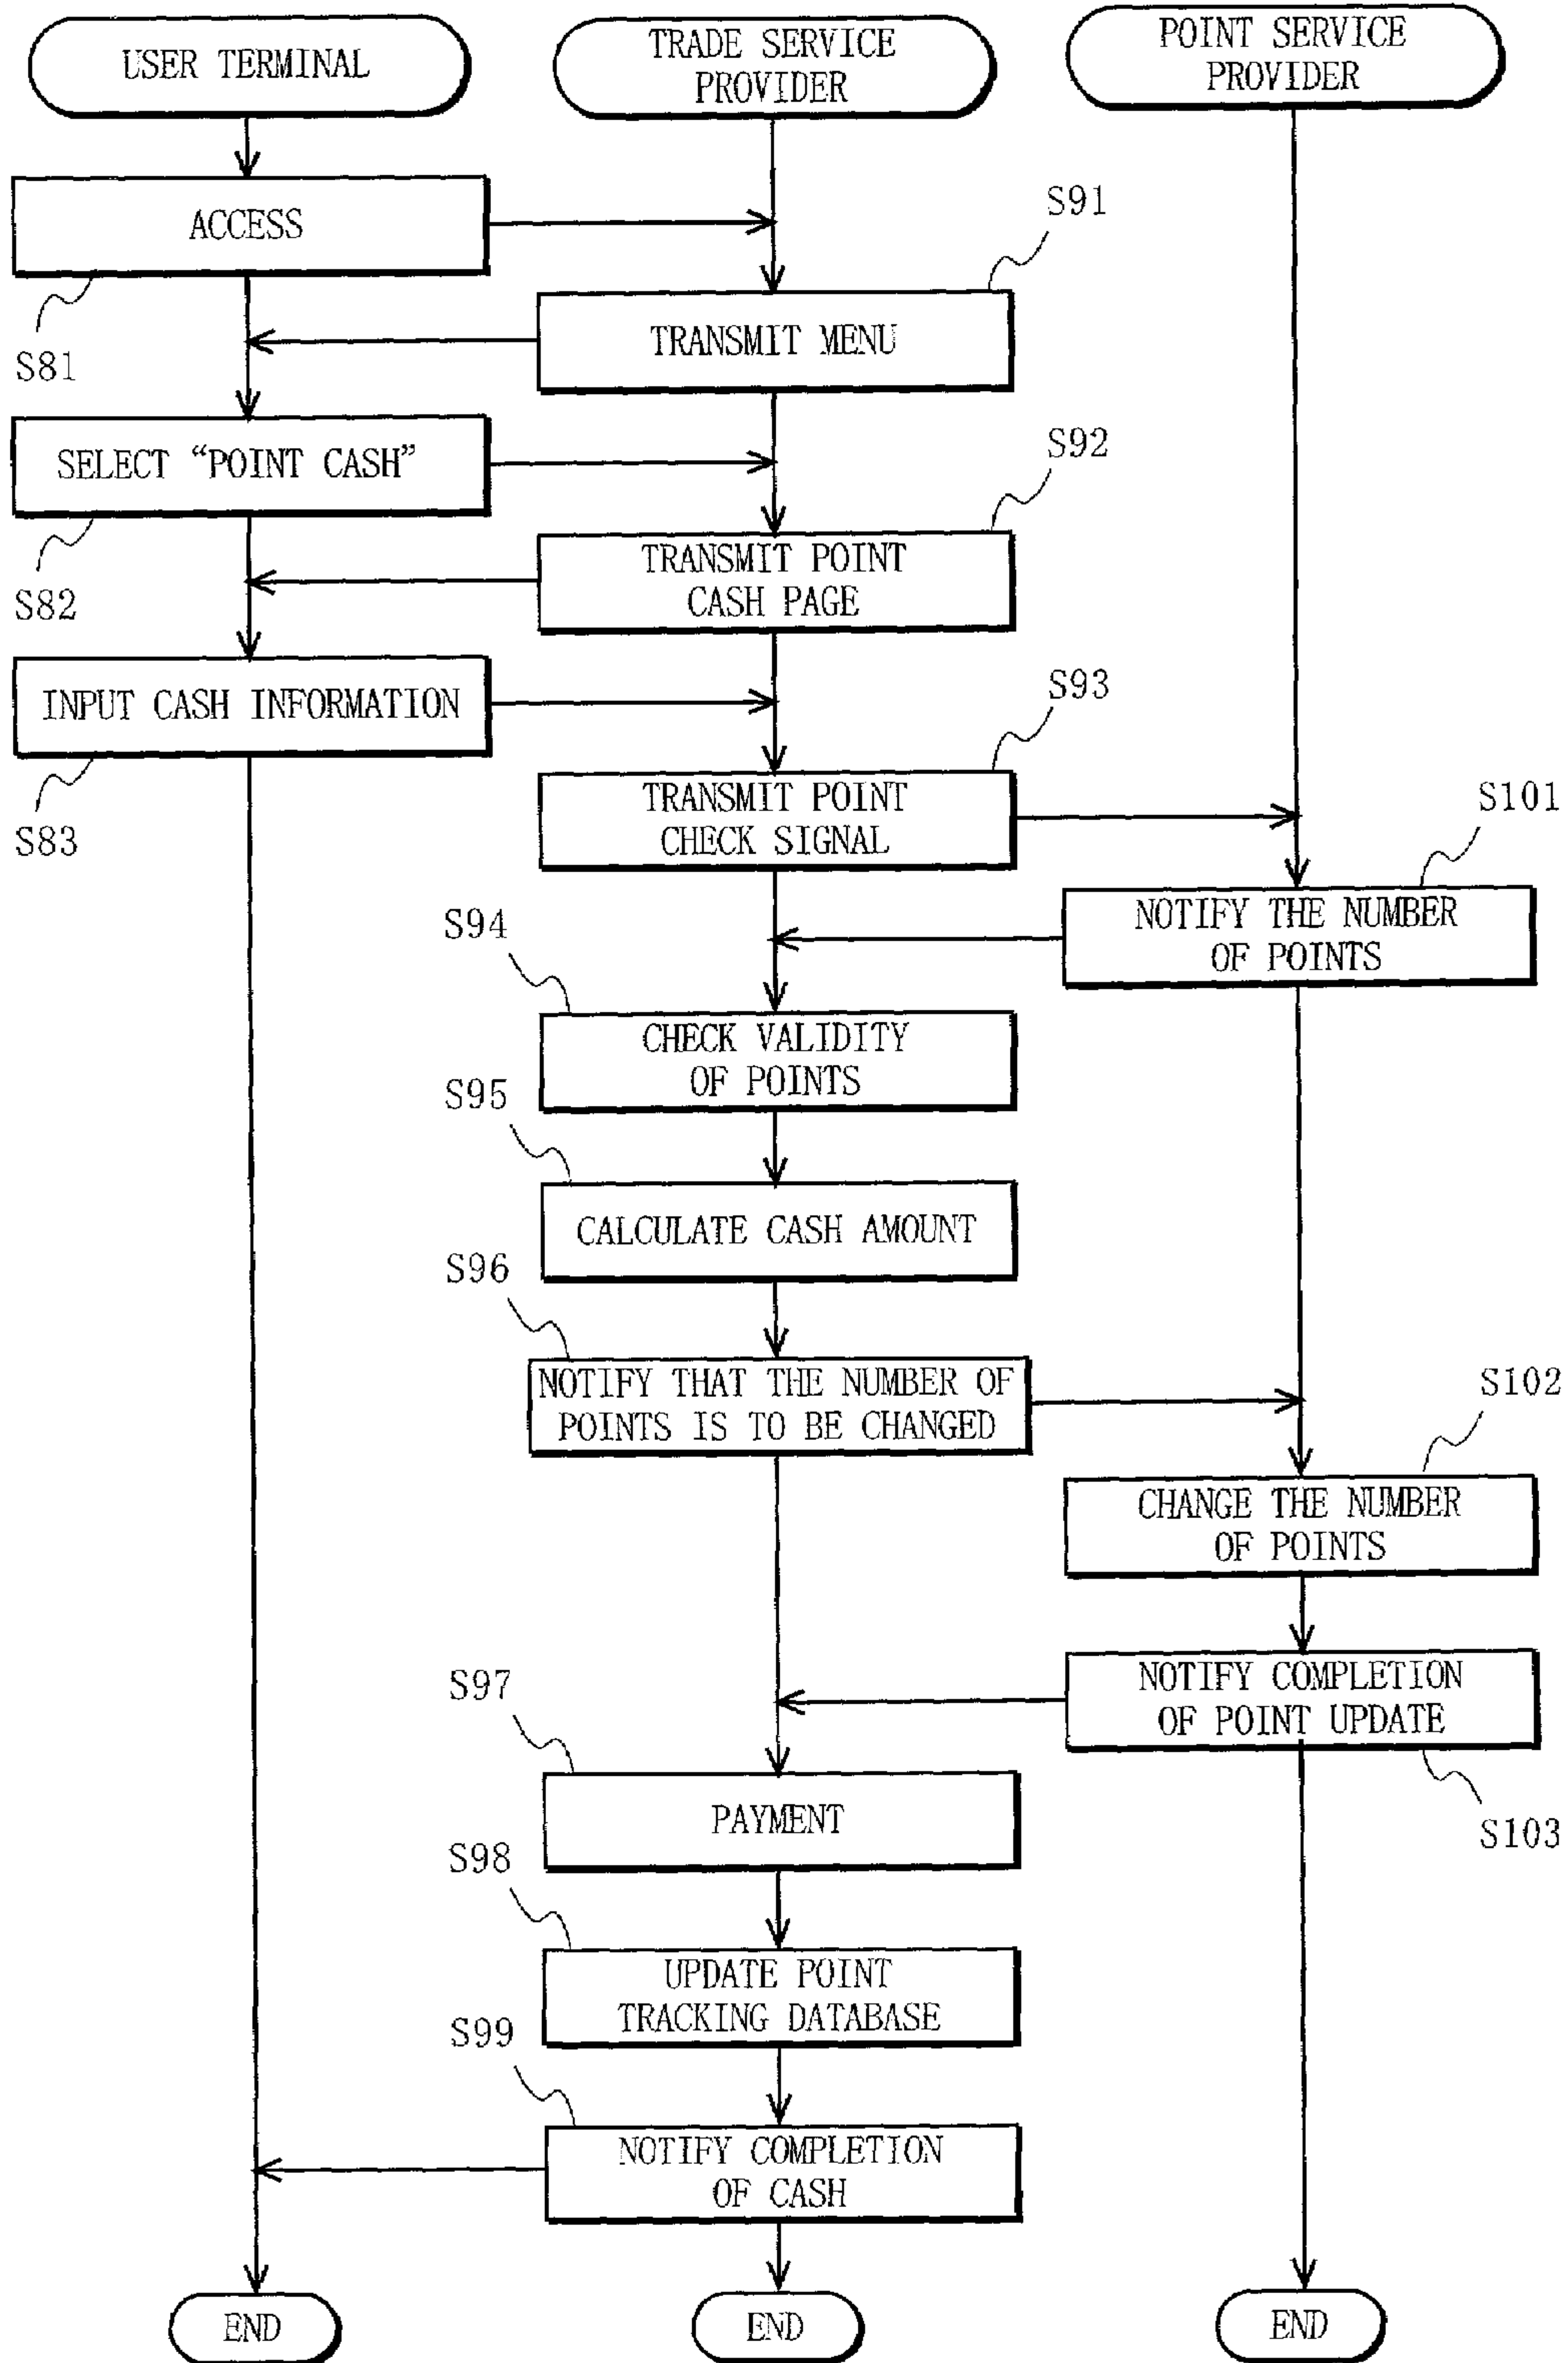 USER TERMINAL
TRADE SERVICE
PROVIDER
POINT SERVICE
PROVIDER
ACCESS
S81
S91
TRANSMIT MENU
SELECT “POINT CASH”
S82
S92
TRANSMIT POINT
CASH PAGE
INPUT CASH INFORMATION
S83
S93
TRANSMIT POINT
CHECK SIGNAL
S101
NOTIFY THE NUMBER
OF POINTS
S94
CHECK VALIDITY
OF POINTS
S95
CALCULATE CASH AMOUNT
S96
NOTIFY THAT THE NUMBER OF
POINTS IS TO BE CHANGED
S102
CHANGE THE NUMBER
OF POINTS
NOTIFY COMPLETION
OF POINT UPDATE
S103
S97
PAYMENT
S98
UPDATE POINT
TRACKING DATABASE
S99
NOTIFY COMPLETION
OF CASH
END
END
END